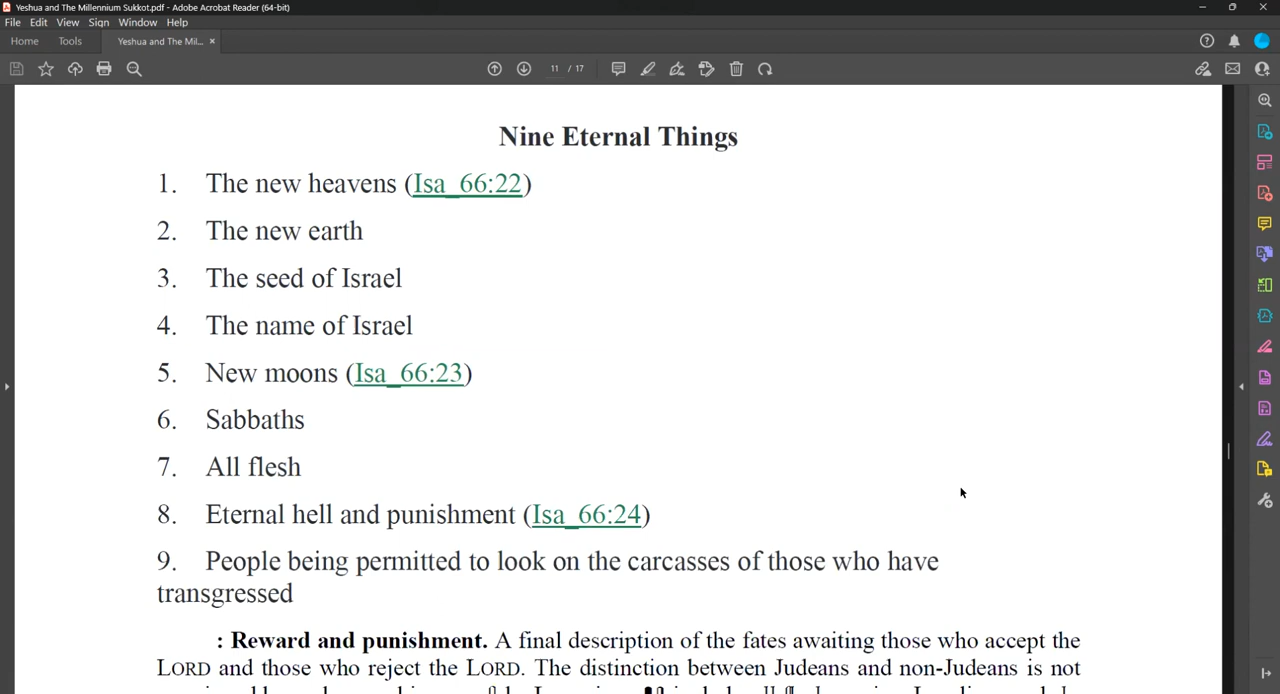 Yeshua and The Millennium Sukkot.pdf - Adobe Acrobat Reader (64-bit)
File Edit View Sign Window Help
Home Tools Yeshua and The Mil... ×
11 / 17
Nine Eternal Things
1. The new heavens (Isa_66:22)
2. The new earth
3. The seed of Israel
4. The name of Israel
5. New moons (Isa_66:23)
6. Sabbaths
7. All flesh
8. Eternal hell and punishment (Isa_66:24)
9. People being permitted to look on the carcasses of those who have
transgressed
: Reward and punishment. A final description of the fates awaiting those who accept the
LORD and those who reject the LORD. The distinction between Judeans and non-Judeans is not